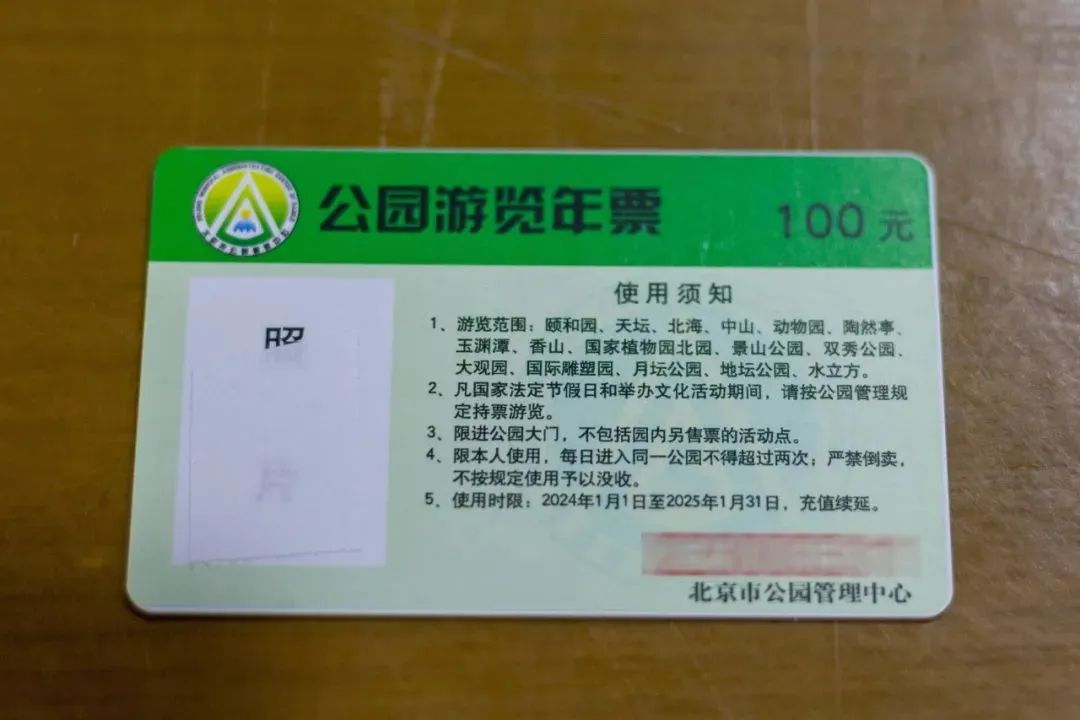 公园游览年票
100 元
使用须知
1、游览范围：颐和园、天坛、北海、中山、动物园、陶然亭、
玉渊潭、香山、国家植物园北园、景山公园、双秀公园、
大观园、国际雕塑园、月坛公园、地坛公园、水立方。
2、凡国家法定节假日和举办文化活动期间，请按公园管理规
定持票游览。
3、限进公园大门，不包括园内另售票的活动点。
4、限本人使用，每日进入同一公园不得超过两次；严禁倒卖，
不按规定使用予以没收。
5、使用时限：2024年1月1日至2025年1月31日，充值续延。
北京市公园管理中心